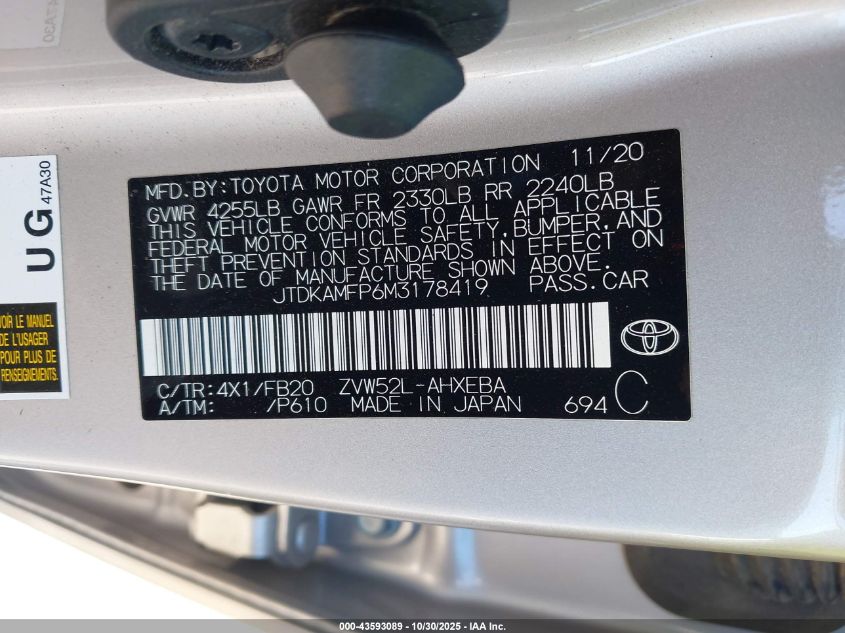 UG
47A30
OIR LE MANUEL
DE L'USAGER
POUR PLUS DE
RENSEIGNEMENTS
MFD.BY:TOYOTA MOTOR CORPORATION 11/20
GVWR 4255LB GAWR FR 2330LB RR 2240LB
THIS VEHICLE CONFORMS TO ALL APPLICABLE
FEDERAL MOTOR VEHICLE SAFETY,BUMPER,AND
THEFT PREVENTION STANDARDS IN EFFECT ON
THE DATE OF MANUFACTURE SHOWN ABOVE.
JTDKAMFP6M3178419 PASS.CAR
C/TR:4X1/FB20 ZVW52L-AHXEBA
A/TM: /P610 MADE IN JAPAN 694 C
000-43593089 - 10/30/2025 - IAA Inc.